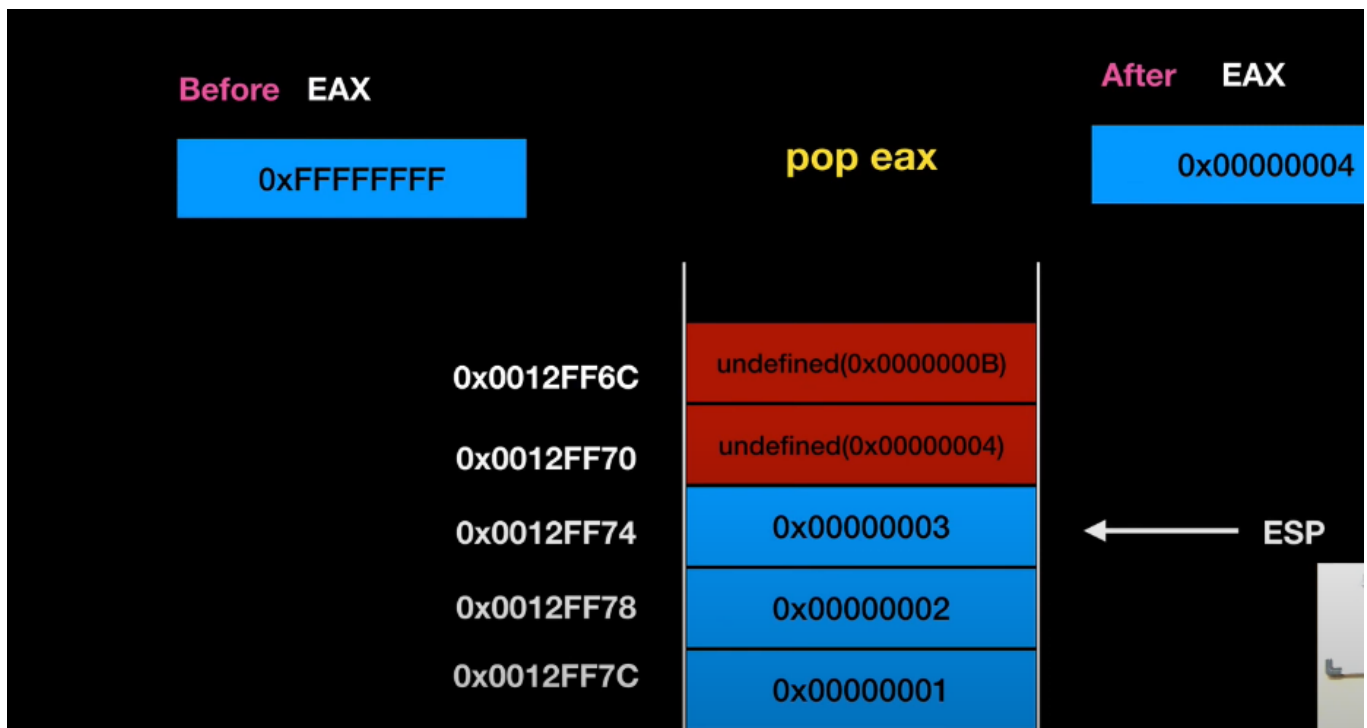 Before EAX
0xFFFFFFFF
pop eax
After EAX
0x00000004
0x0012FF6C undefined(0x0000000B)
0x0012FF70 undefined(0x00000004)
0x0012FF74 0x00000003 ESP
0x0012FF78 0x00000002
0x0012FF7C 0x00000001